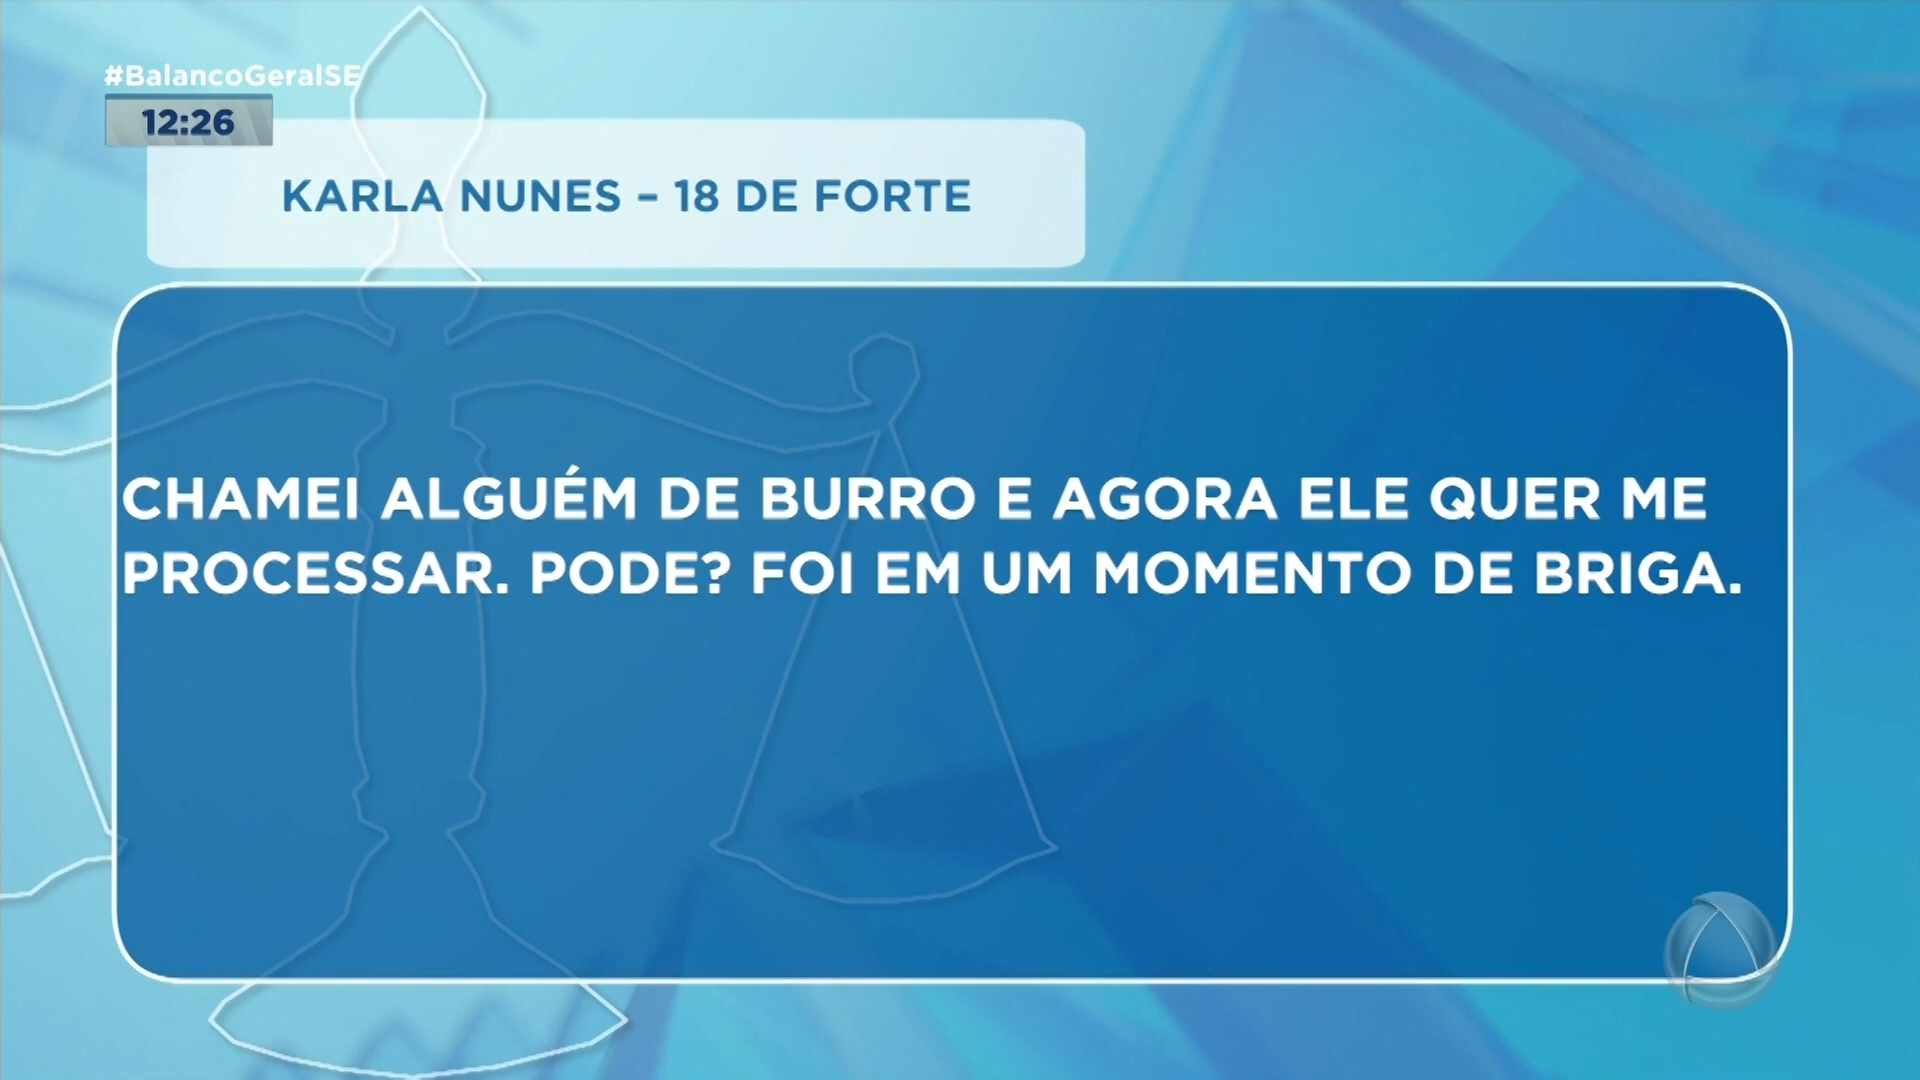 #BalancoGeralSE
12:26
KARLA NUNES – 18 DE FORTE
CHAMEI ALGUÉM DE BURRO E AGORA ELE QUER ME
PROCESSAR. PODE? FOI EM UM MOMENTO DE BRIGA.